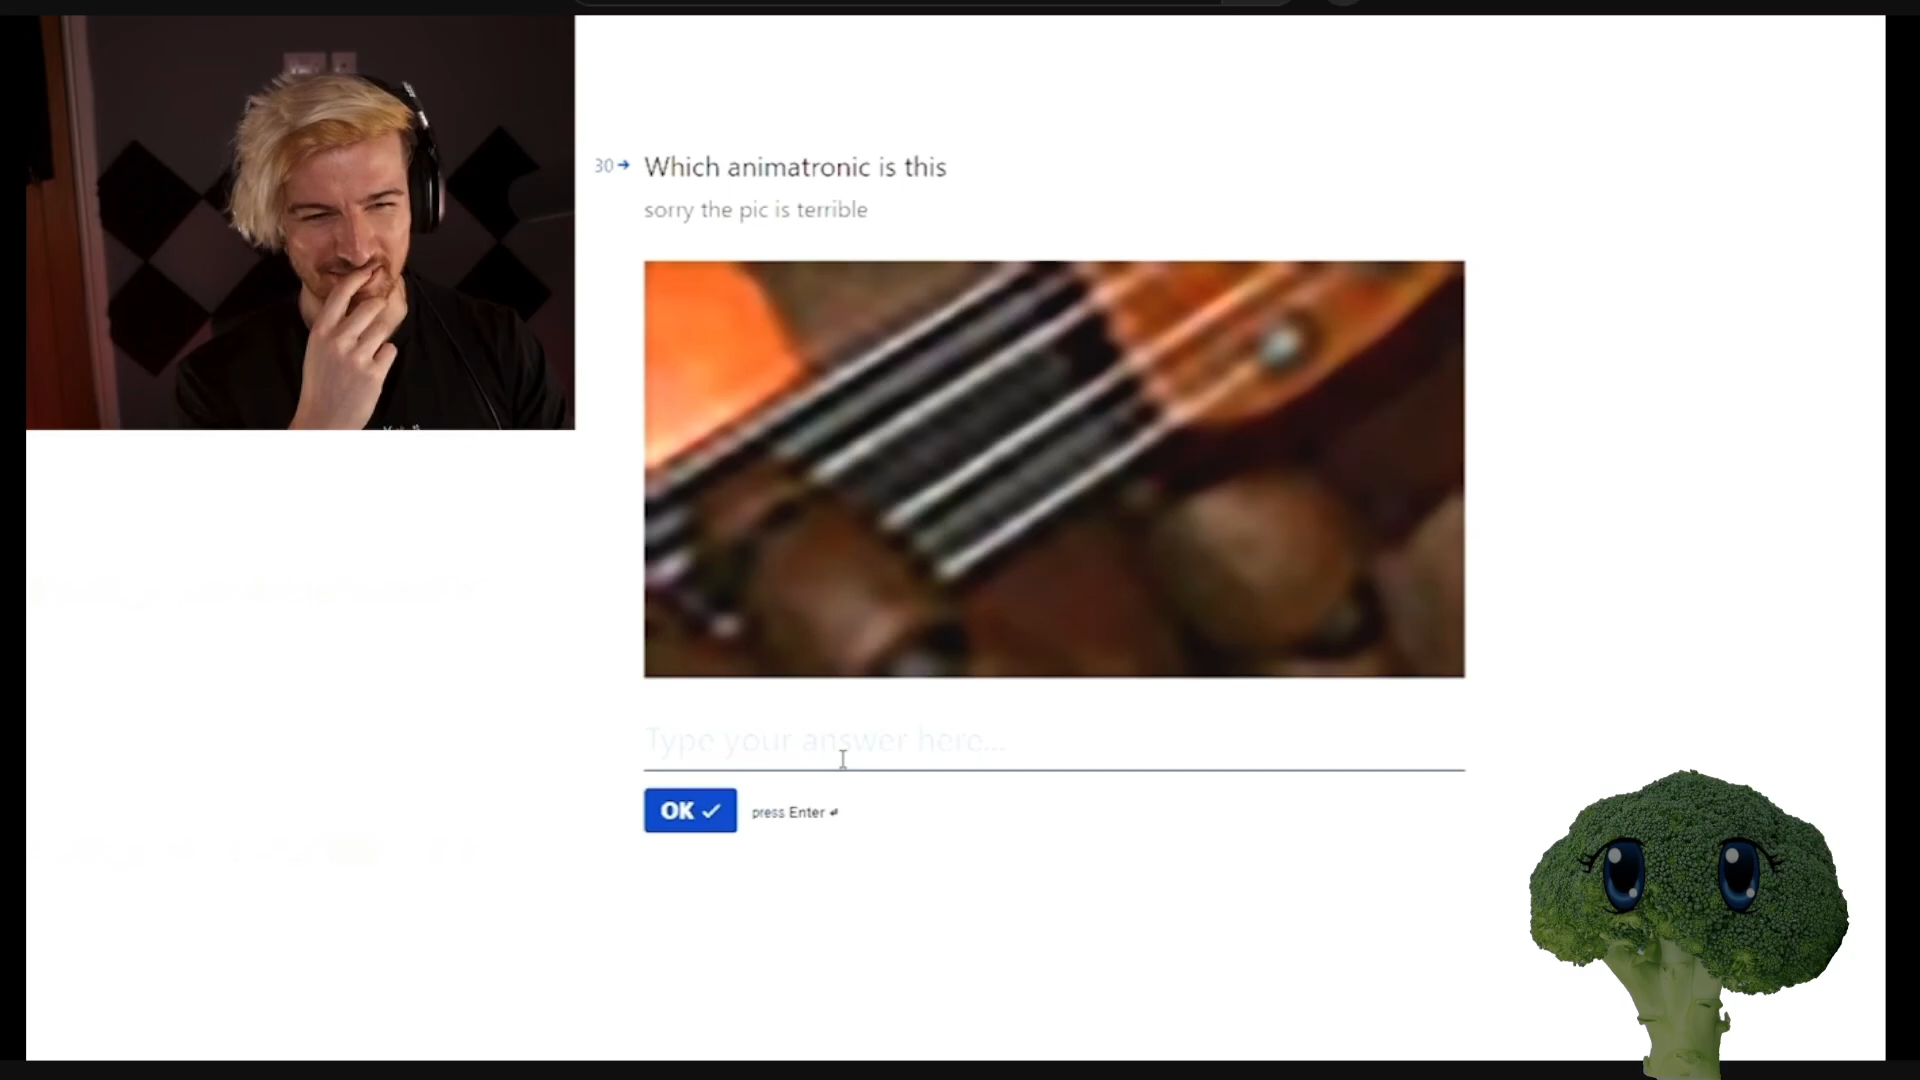 30→ Which animatronic is this
sorry the pic is terrible
Type your answer here...
OK ✓ press Enter ↵